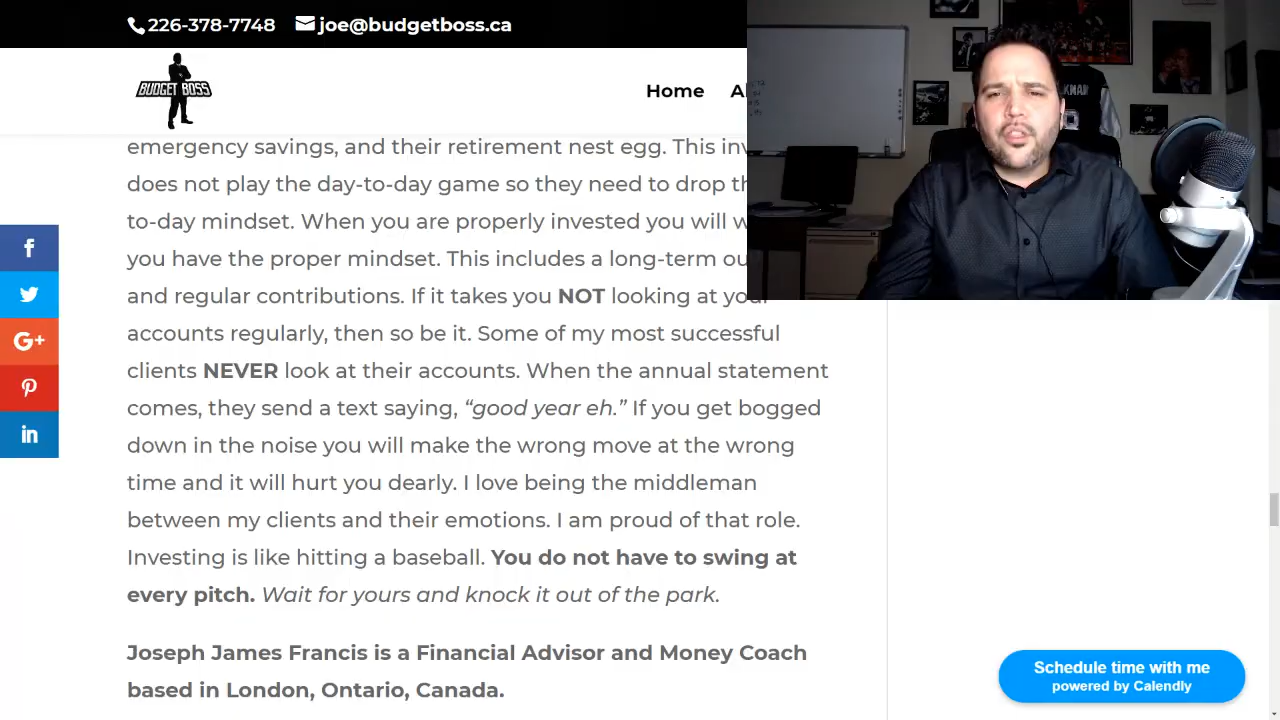 226-378-7748 joe@budgetboss.ca
BUDGET BOSS
Home
emergency savings, and their retirement nest egg. This
does not play the day-to-day game so they need to drop
to-day mindset. When you are properly invested you will
you have the proper mindset. This includes a long-term
and regular contributions. If it takes you NOT looking at your
accounts regularly, then so be it. Some of my most successful
clients NEVER look at their accounts. When the annual statement
comes, they send a text saying, “good year eh.” If you get bogged
down in the noise you will make the wrong move at the wrong
time and it will hurt you dearly. I love being the middleman
between my clients and their emotions. I am proud of that role.
Investing is like hitting a baseball. You do not have to swing at
every pitch. Wait for yours and knock it out of the park.
Joseph James Francis is a Financial Advisor and Money Coach
based in London, Ontario, Canada.
Schedule time with me
powered by Calendly